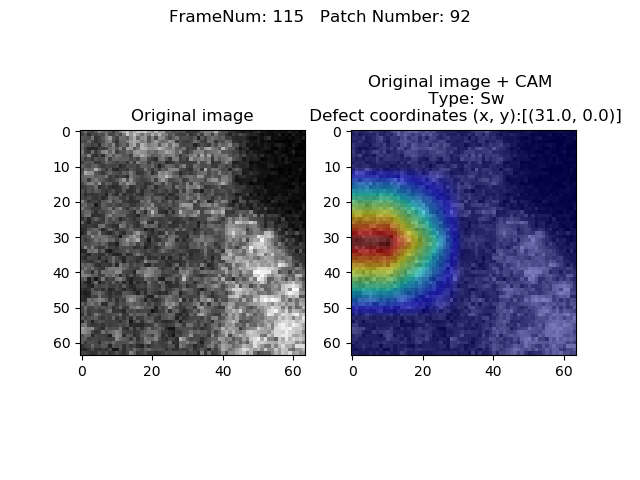 FrameNum: 115   Patch Number: 92
Original image
Original image + CAM
Type: Sw
Defect coordinates (x, y):[(31.0, 0.0)]
0
10
20
30
40
50
60
0 20 40 60
0
10
20
30
40
50
60
0 20 40 60